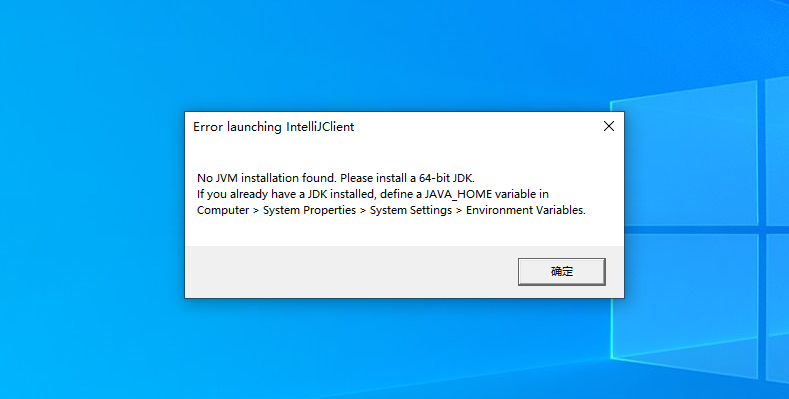 Error launching IntelliJClient
No JVM installation found. Please install a 64-bit JDK.
If you already have a JDK installed, define a JAVA_HOME variable in
Computer > System Properties > System Settings > Environment Variables.
确定